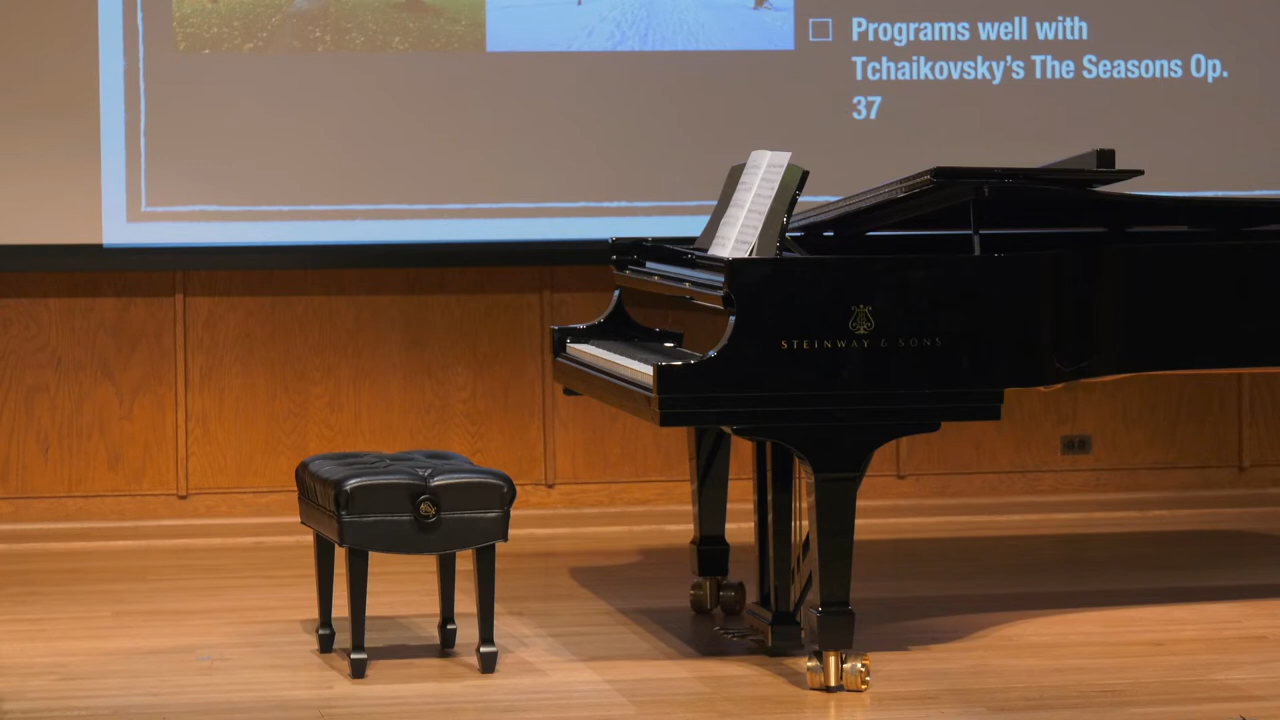 Programs well with
Tchaikovsky’s The Seasons Op.
37
STEINWAY & SONS